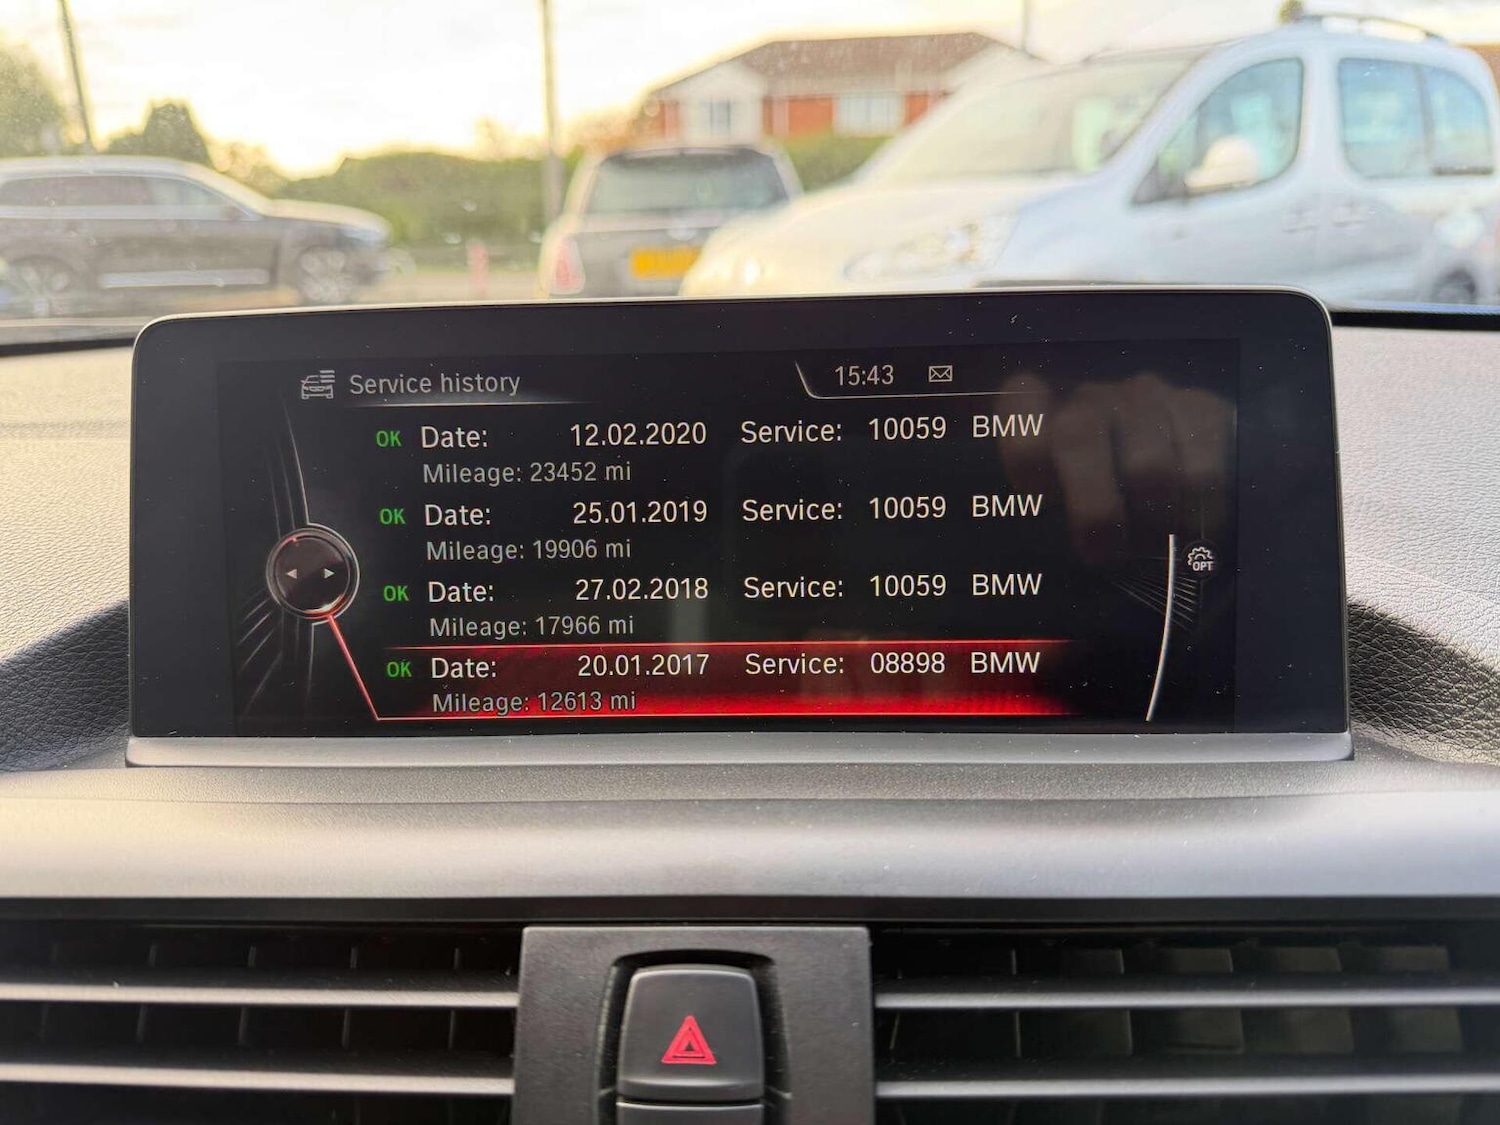 Service history 15:43
OK Date: 12.02.2020 Service: 10059 BMW
Mileage: 23452 mi
OK Date: 25.01.2019 Service: 10059 BMW
Mileage: 19906 mi
OK Date: 27.02.2018 Service: 10059 BMW
Mileage: 17966 mi
OPT
OK Date: 20.01.2017 Service: 08898 BMW
Mileage: 12613 mi